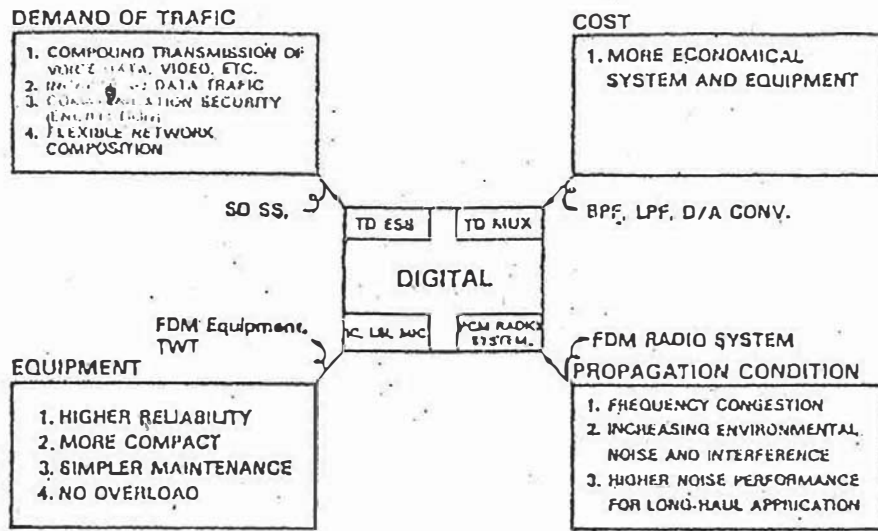 DEMAND OF TRAFIC
1. COMPOUND TRANSMISSION OF
VOICE DATA, VIDEO, ETC.
2. DATA TRAFIC
3. SECURITY
4. FLEXIBLE NETWORK
COMPOSITION
COST
1. MORE ECONOMICAL
SYSTEM AND EQUIPMENT
SD SS,
BPF, LPF, D/A CONV.
TD ESS
TD MUX
DIGITAL
IC, LSI, MIC
PCM RADIO
SYSTEM.
FDM Equipment,
TWT
FDM RADIO SYSTEM
EQUIPMENT
1. HIGHER RELIABILITY
2. MORE COMPACT
3. SIMPLER MAINTENANCE
4. NO OVERLOAD
PROPAGATION CONDITION
1. FREQUENCY CONGESTION
2. INCREASING ENVIRONMENTAL
NOISE AND INTERFERENCE
3. HIGHER NOISE PERFORMANCE
FOR LONG-HAUL APPLICATION